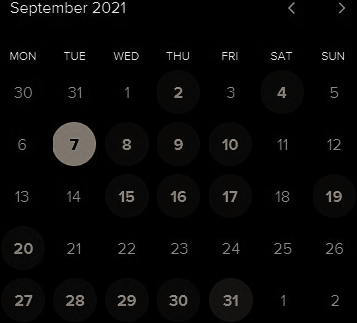 September 2021
MON TUE WED THU FRI SAT SUN
30 31 1 2 3 4 5
6 7 8 9 10 11 12
13 14 15 16 17 18 19
20 21 22 23 24 25 26
27 28 29 30 31 1 2